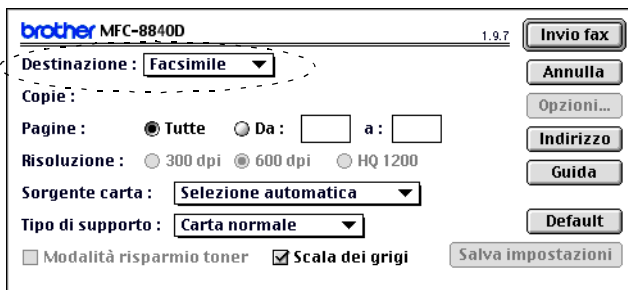 brother MFC-8840D 1.9.7 Invio fax
Destinazione : Facsimile
Annulla
Copie :
Opzioni...
Pagine : Tutte Da : a :
Indirizzo
Risoluzione : 300 dpi 600 dpi HQ 1200
Guida
Sorgente carta : Selezione automatica
Tipo di supporto : Carta normale
Default
Modalità risparmio toner Scala dei grigi
Salva impostazioni